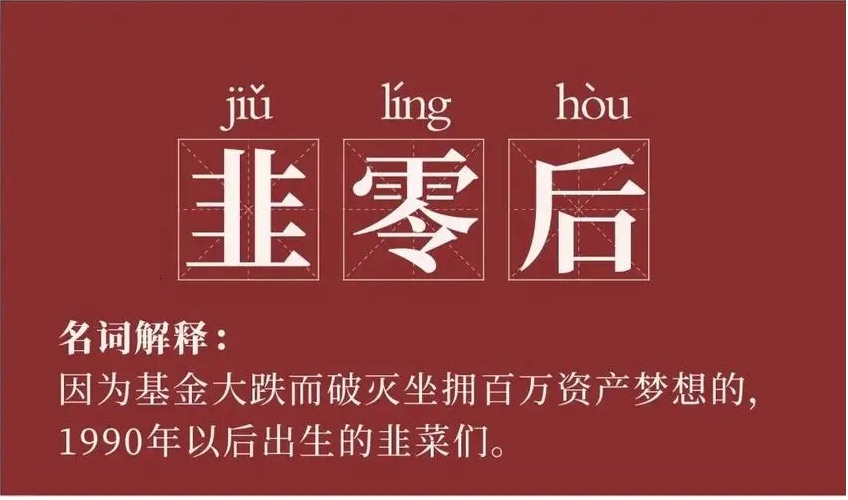 jiǔ líng hòu
韭零后
名词解释：
因为基金大跌而破灭坐拥百万资产梦想的,
1990年以后出生的韭菜们。